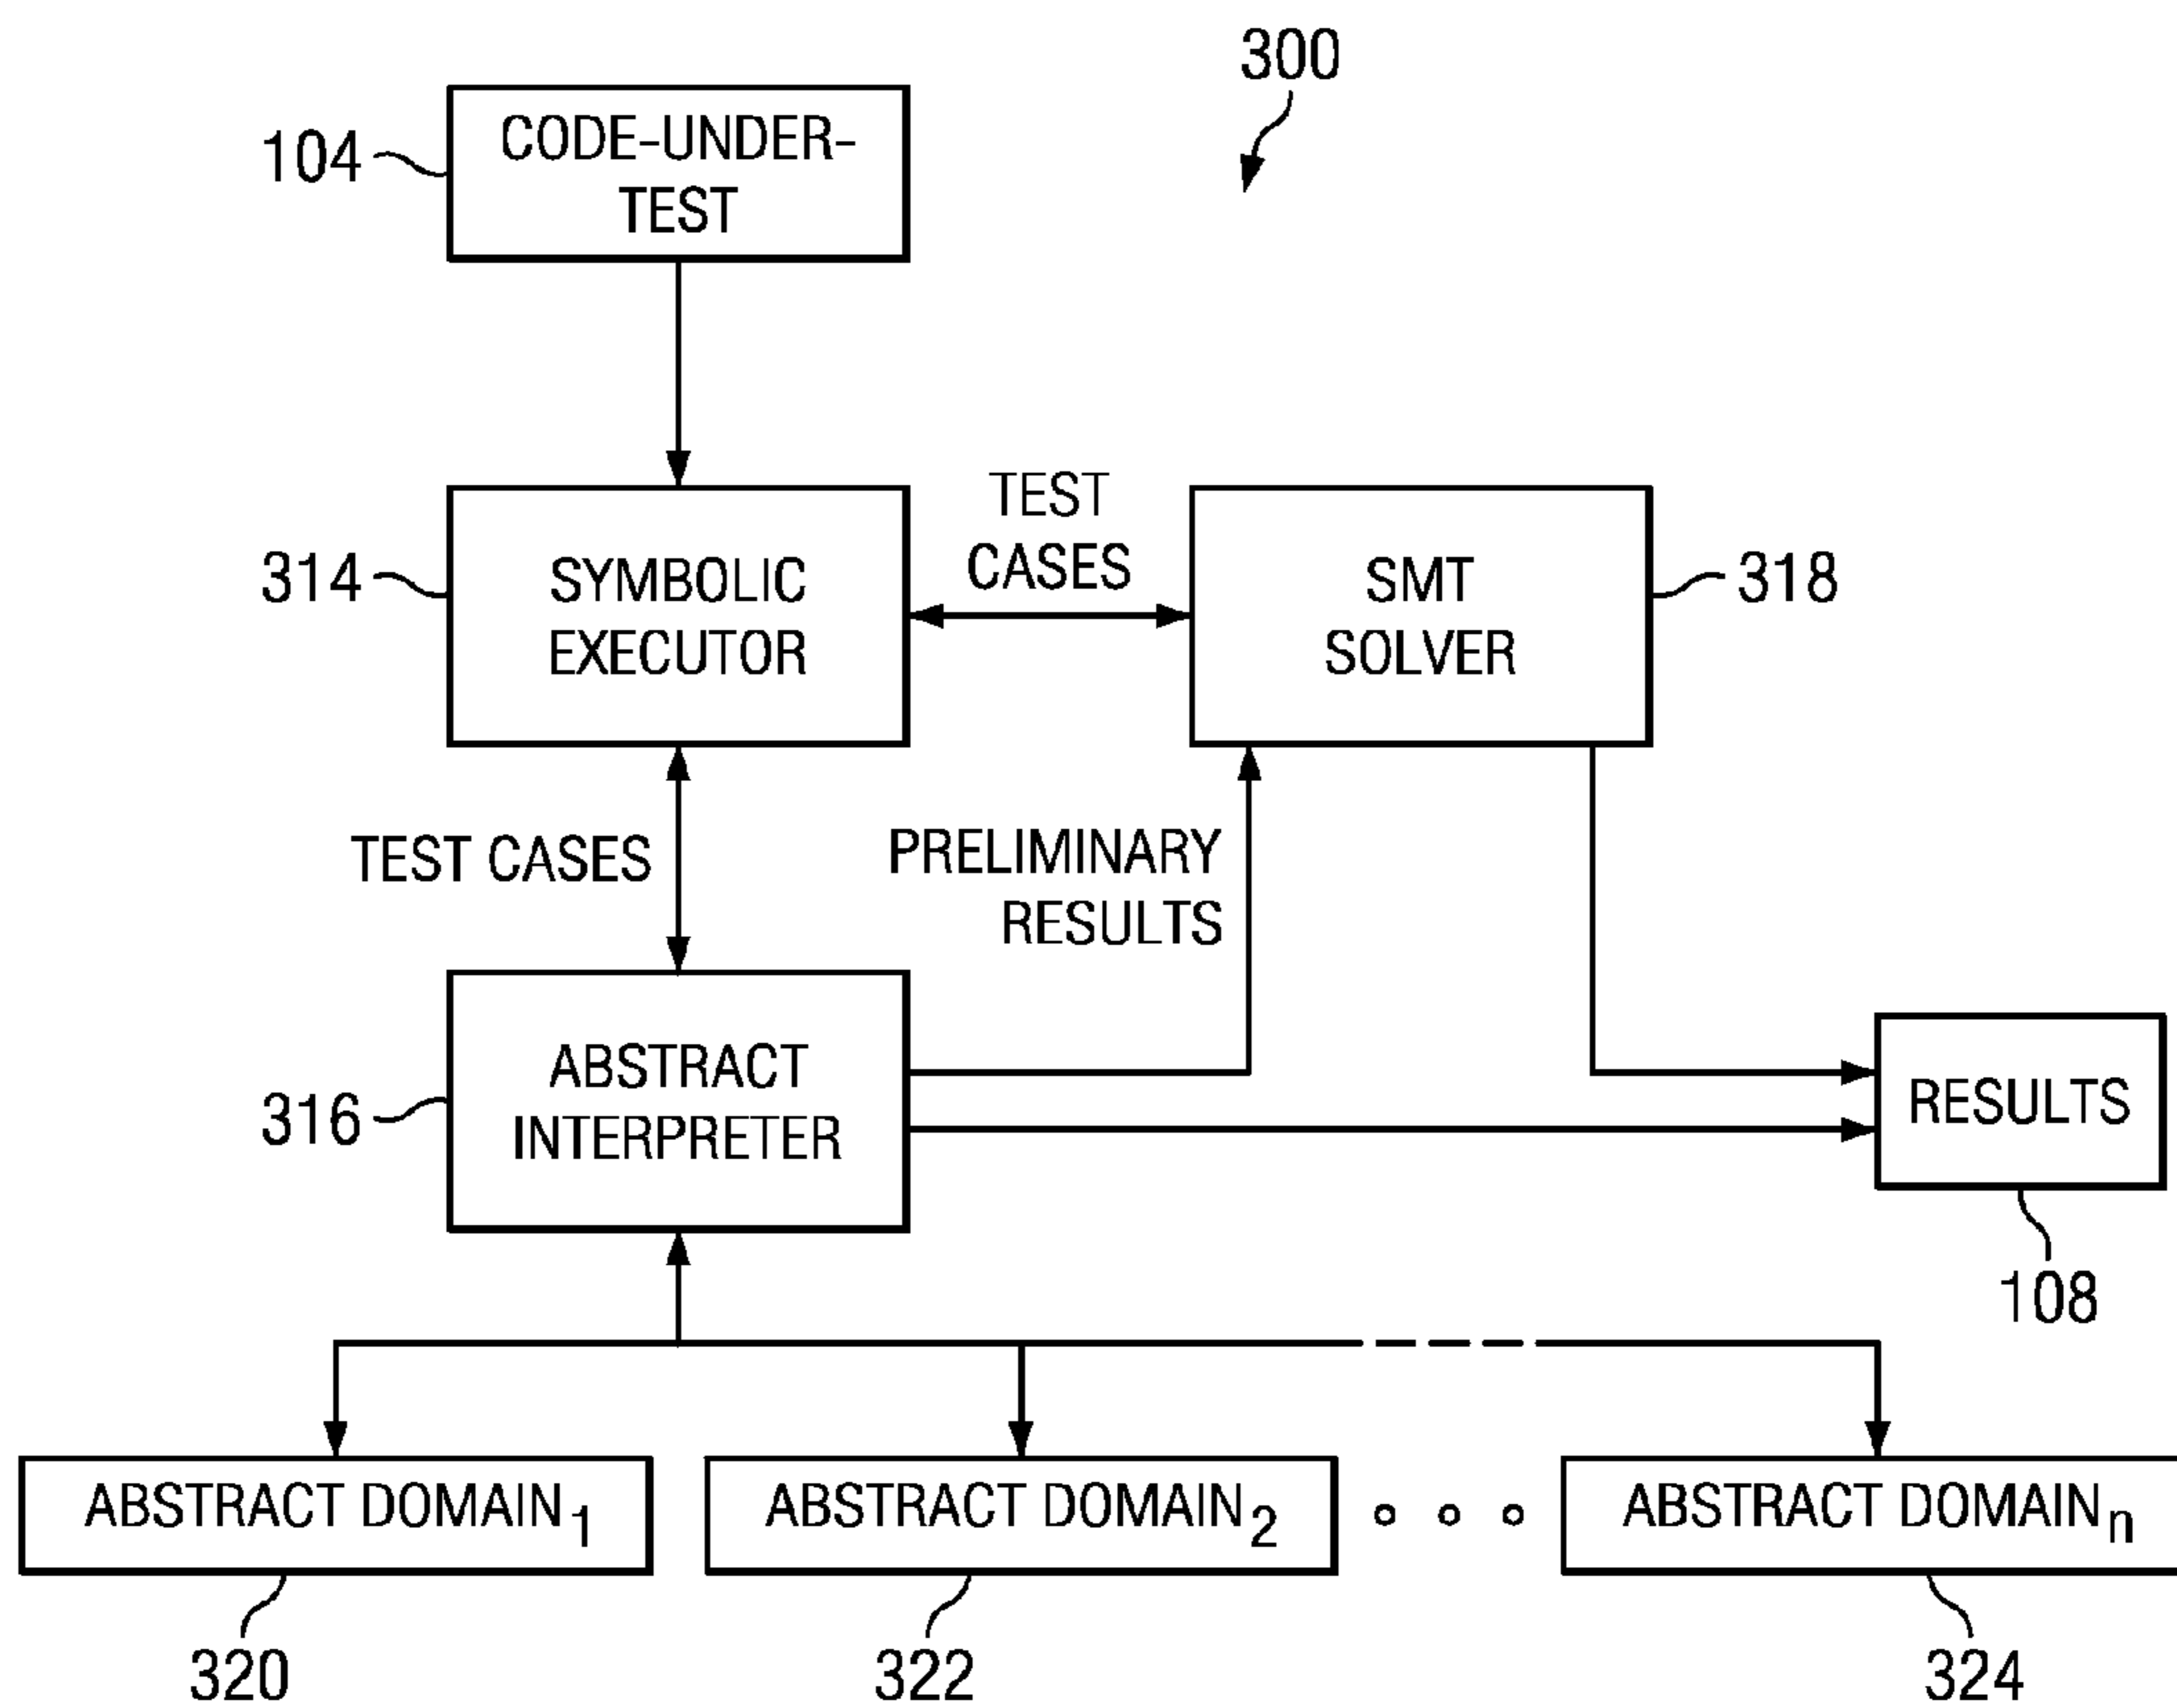 300
104
CODE-UNDER-
TEST
314
SYMBOLIC
EXECUTOR
TEST
CASES
SMT
SOLVER
318
TEST CASES
PRELIMINARY
RESULTS
316
ABSTRACT
INTERPRETER
RESULTS
108
ABSTRACT DOMAIN1
ABSTRACT DOMAIN2
ABSTRACT DOMAINn
320
322
324